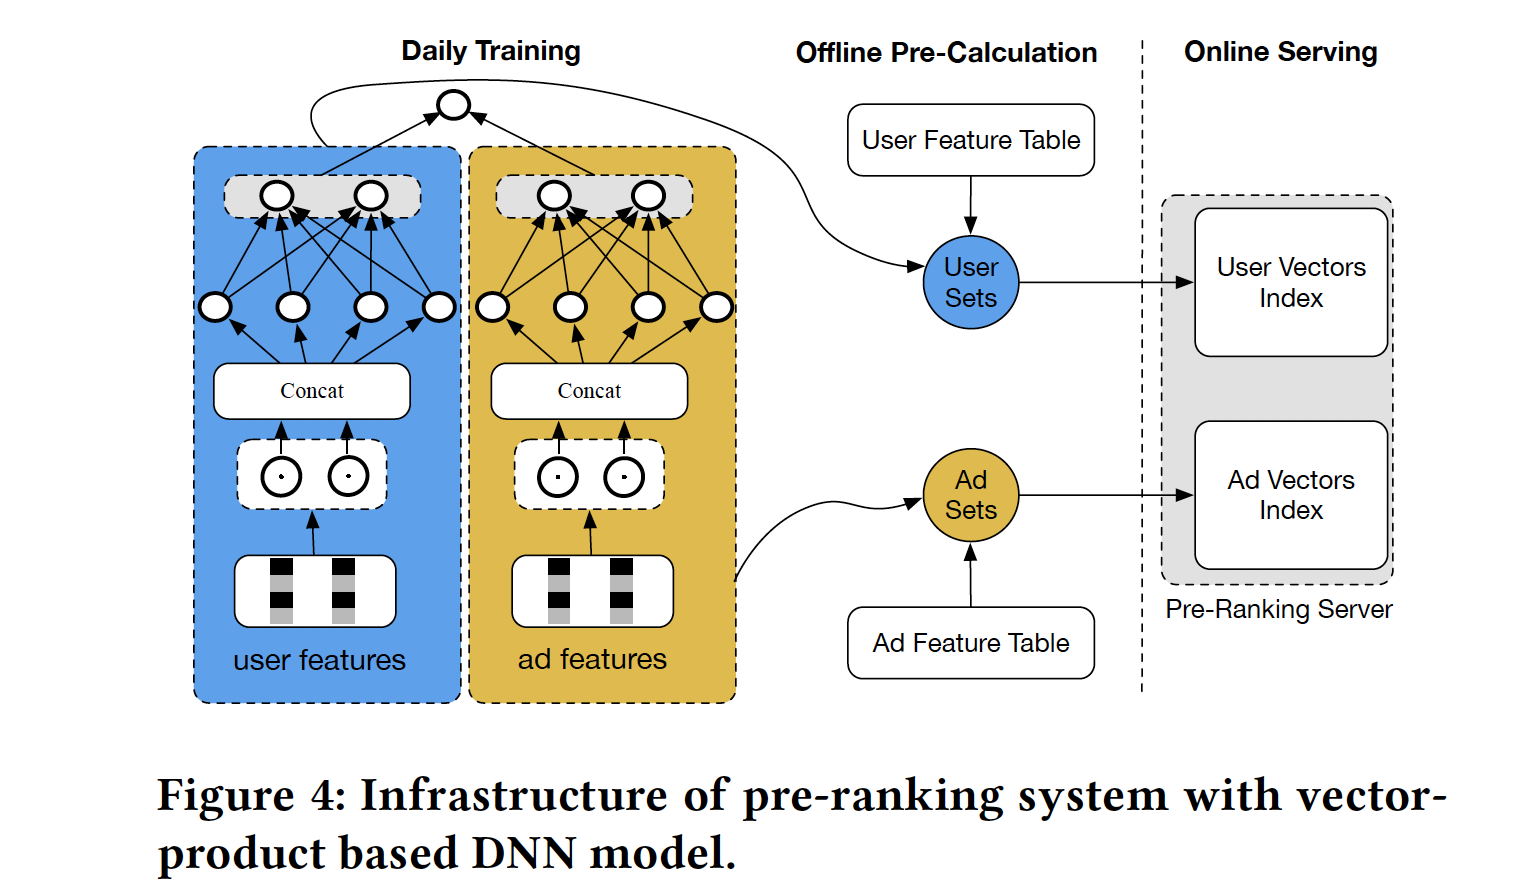 Daily Training
Offline Pre-Calculation
Online Serving
User Feature Table
User
Sets
User Vectors
Index
Concat
Concat
Ad
Sets
Ad Vectors
Index
user features
ad features
Ad Feature Table
Pre-Ranking Server
Figure 4: Infrastructure of pre-ranking system with vector-
product based DNN model.